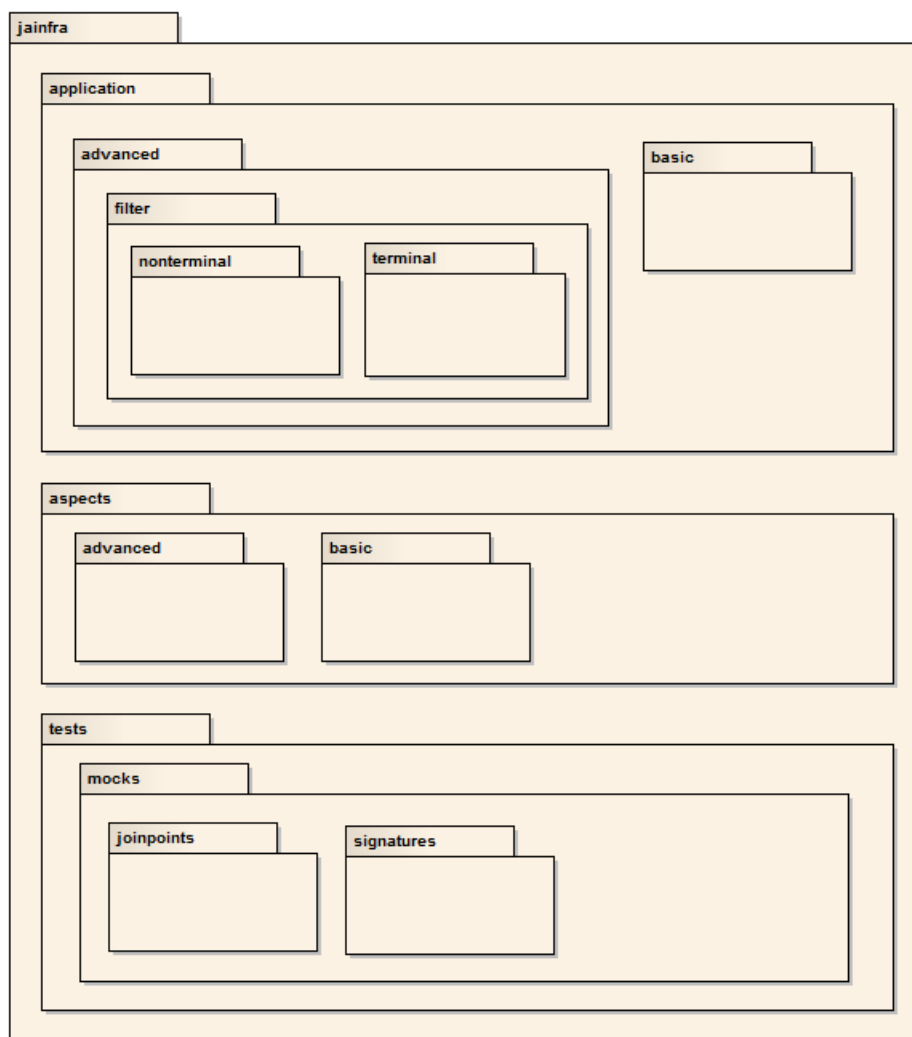 jainfra
application
advanced
basic
filter
nonterminal
terminal
aspects
advanced
basic
tests
mocks
joinpoints
signatures